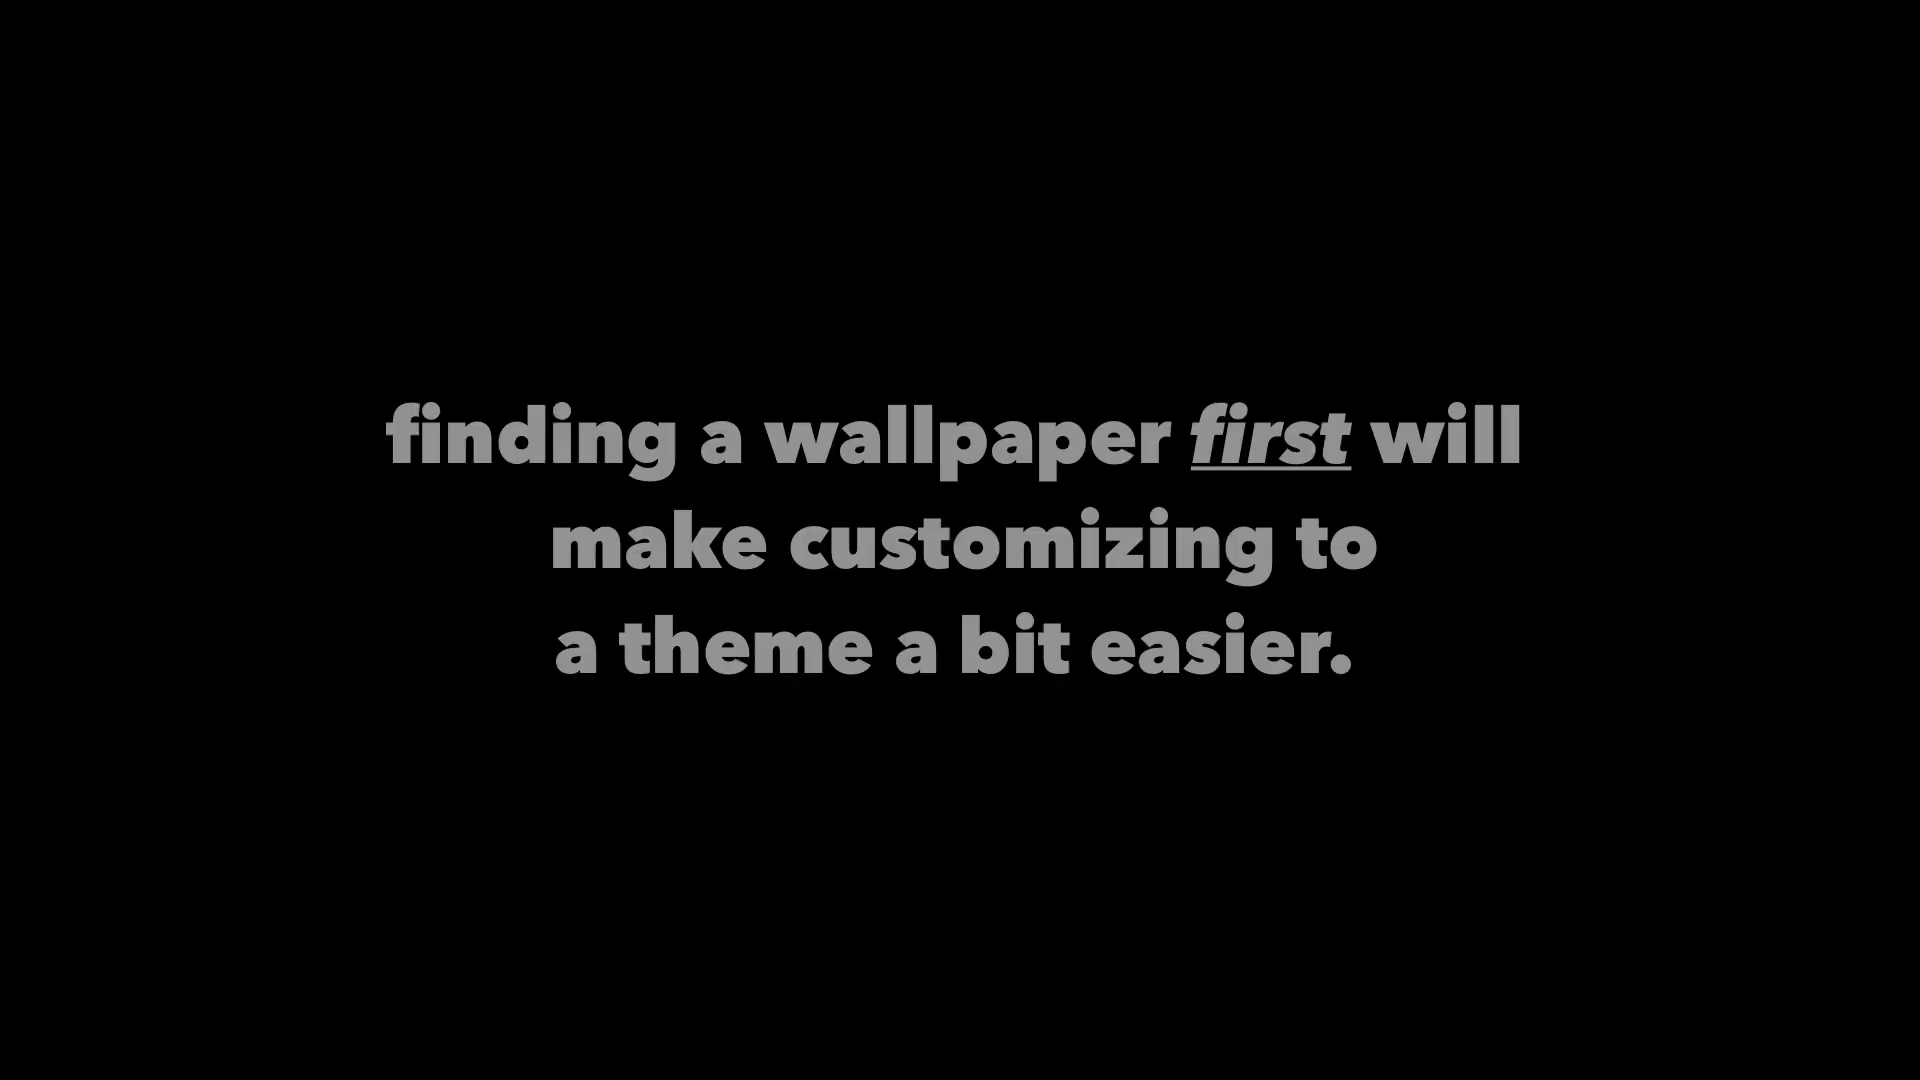 finding a wallpaper first will
make customizing to
a theme a bit easier.